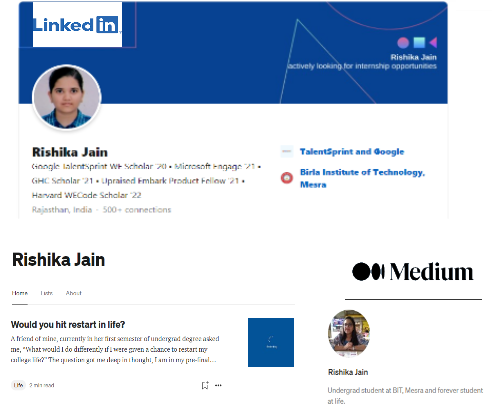 Linked in
Rishika Jain
actively looking for internship opportunities
Rishika Jain
Google TalentSprint WE Scholar '20 • Microsoft Engage '21 •
GHC Scholar '21 • Upraised Embark Product Fellow '21 •
Harvard WECode Scholar '22
Rajasthan, India · 500+ connections
TalentSprint and Google
Birla Institute of Technology,
Mesra
Rishika Jain
Home Lists About
Would you hit restart in life?
A friend of mine, currently in her first semester of undergrad degree asked
me, “What would I do differently if I were given a chance to restart my
college life?” The question got me deep in thought, I am in my pre-final...
Life 2 min read
Medium
Rishika Jain
Undergrad student at BIT, Mesra and forever student
at life.